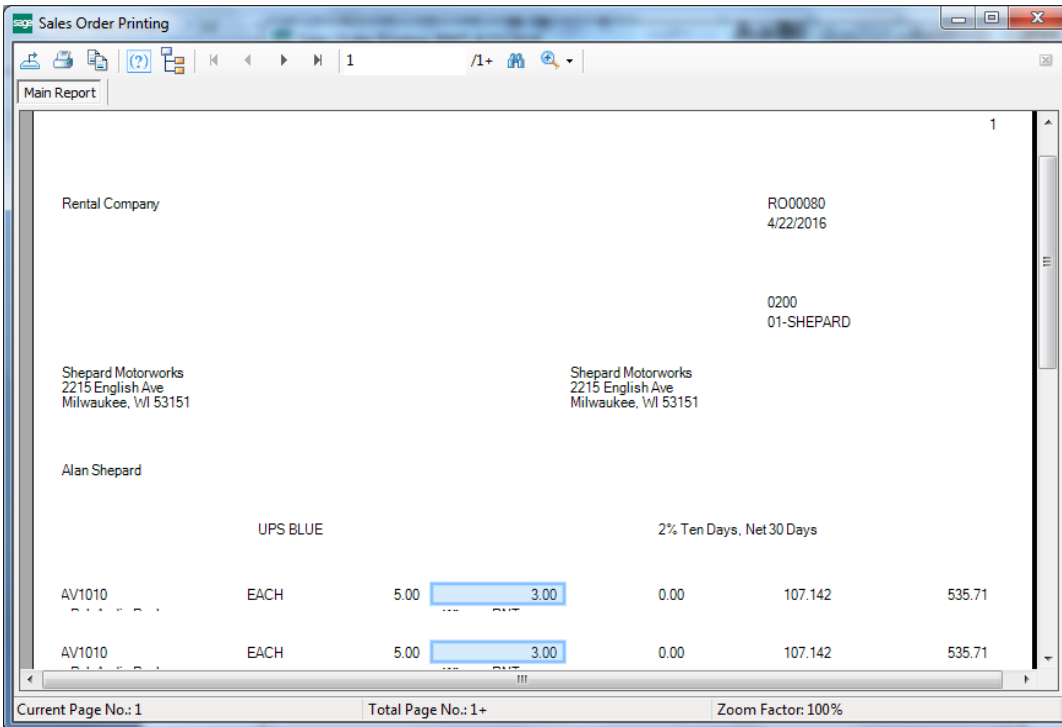 sage Sales Order Printing
1 /1+
Main Report
1
Rental Company RO00080
4/22/2016
0200
01-SHEPARD
Shepard Motorworks Shepard Motorworks
2215 English Ave 2215 English Ave
Milwaukee, WI 53151 Milwaukee, WI 53151
Alan Shepard
UPS BLUE 2% Ten Days, Net 30 Days
AV1010 EACH 5.00 3.00 0.00 107.142 535.71
AV1010 EACH 5.00 3.00 0.00 107.142 535.71
Current Page No.: 1 Total Page No.: 1+ Zoom Factor: 100%